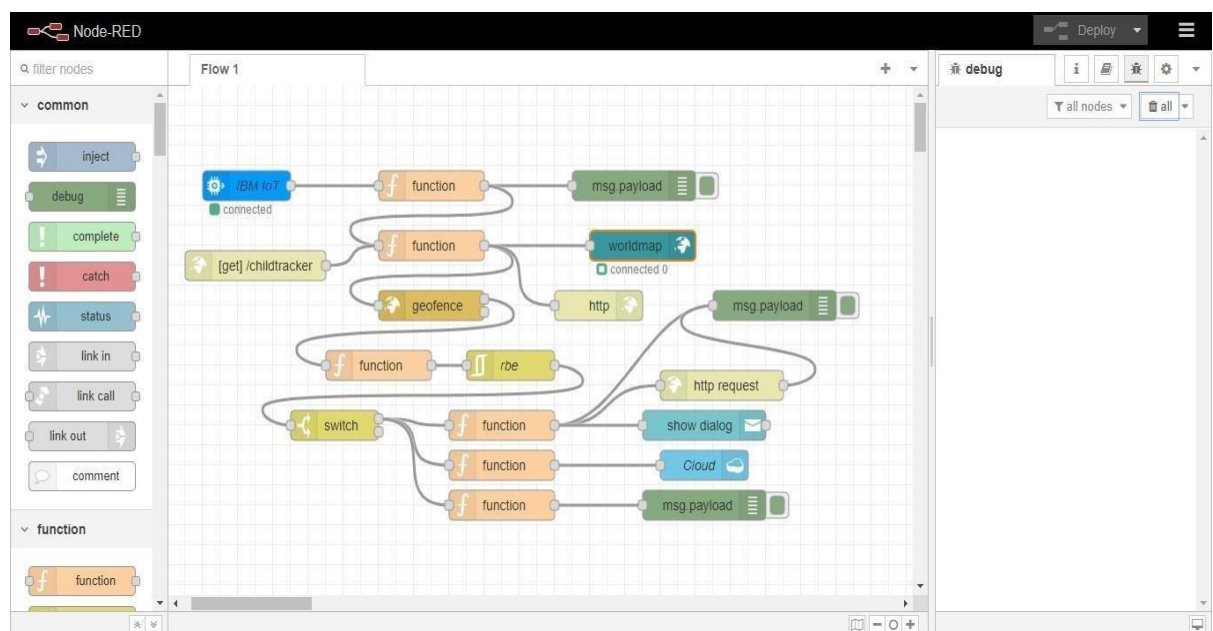 Node-RED
Deploy
filter nodes
Flow 1
debug
i
all nodes
all
common
inject
debug
complete
catch
status
link in
link call
link out
comment
function
function
IBM IoT
connected
function
msg.payload
[get] /childtracker
function
worldmap
connected 0
geofence
http
msg.payload
function
rbe
http request
switch
function
show dialog
function
Cloud
function
msg.payload